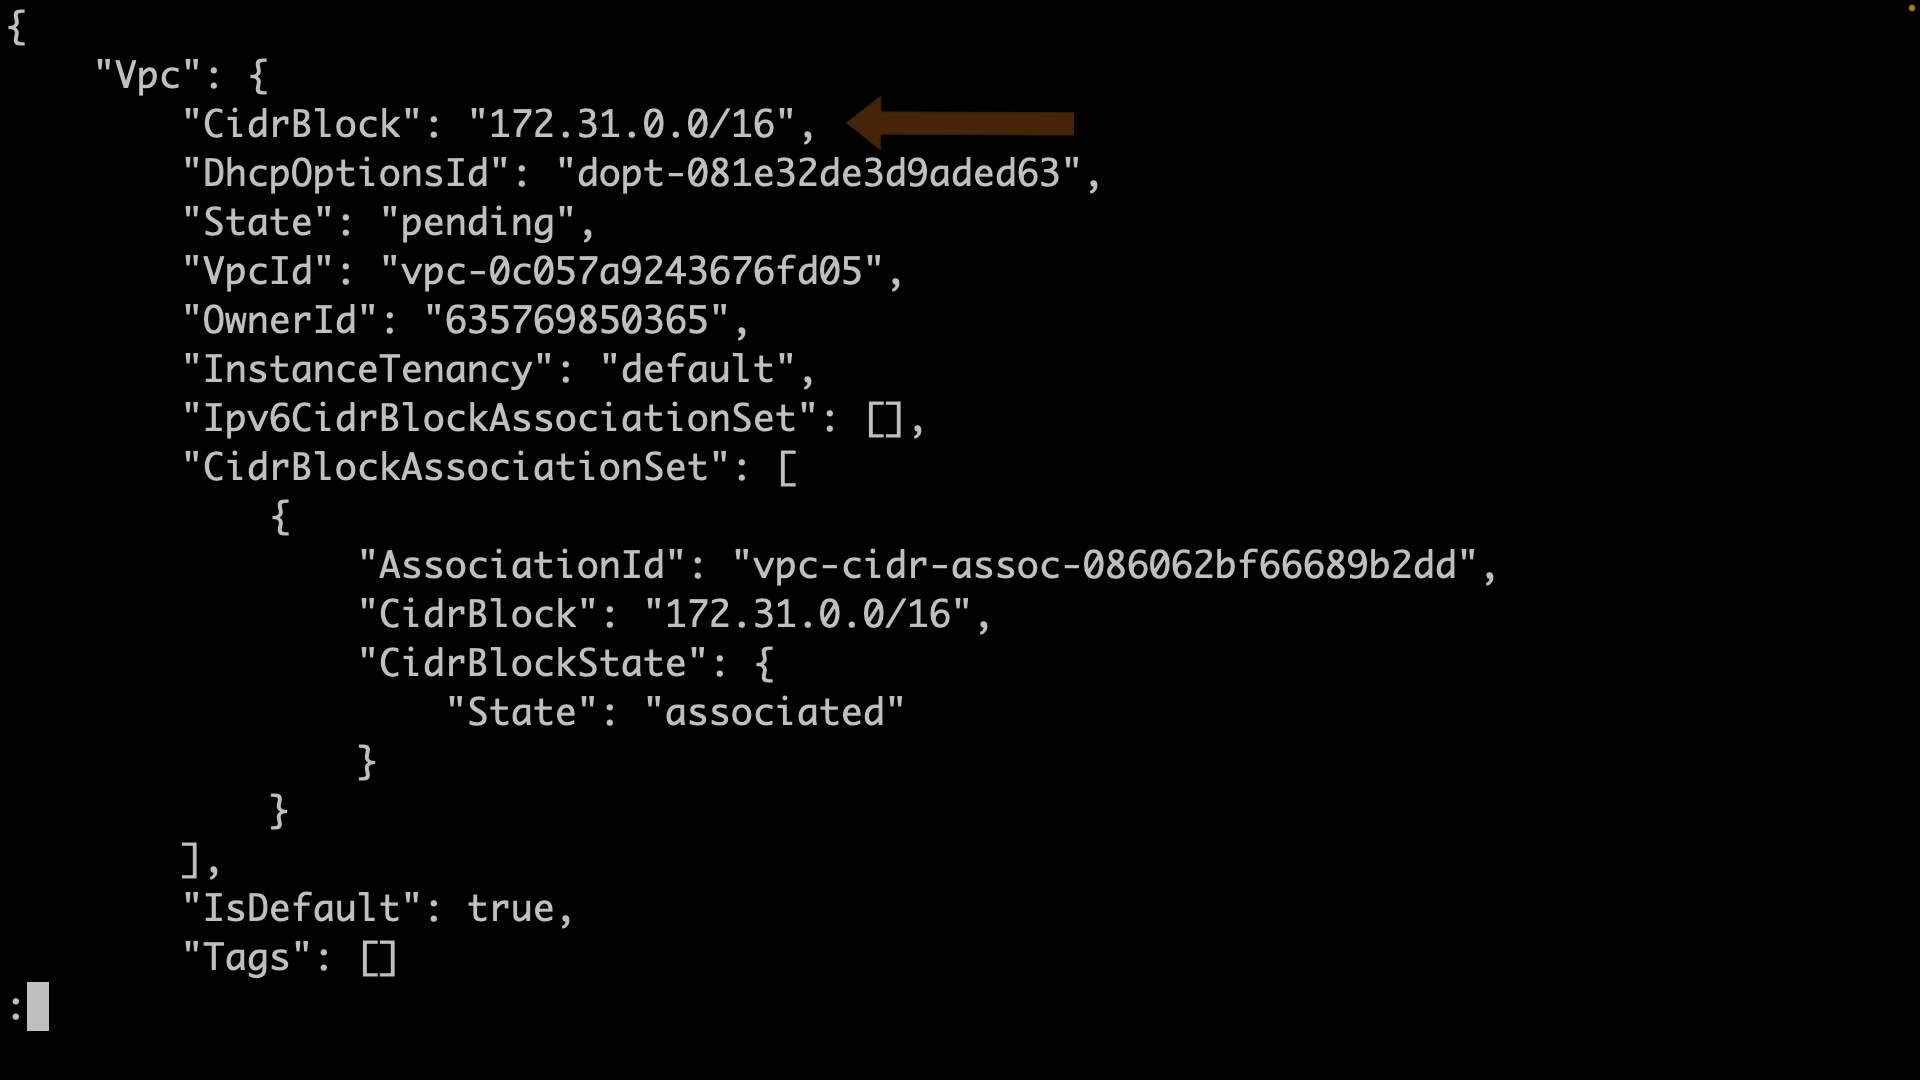 {
    "Vpc": {
        "CidrBlock": "172.31.0.0/16",
        "DhcpOptionsId": "dopt-081e32de3d9aded63",
        "State": "pending",
        "VpcId": "vpc-0c057a9243676fd05",
        "OwnerId": "635769850365",
        "InstanceTenancy": "default",
        "Ipv6CidrBlockAssociationSet": [],
        "CidrBlockAssociationSet": [
            {
                "AssociationId": "vpc-cidr-assoc-086062bf66689b2dd",
                "CidrBlock": "172.31.0.0/16",
                "CidrBlockState": {
                    "State": "associated"
                }
            }
        ],
        "IsDefault": true,
        "Tags": []
: